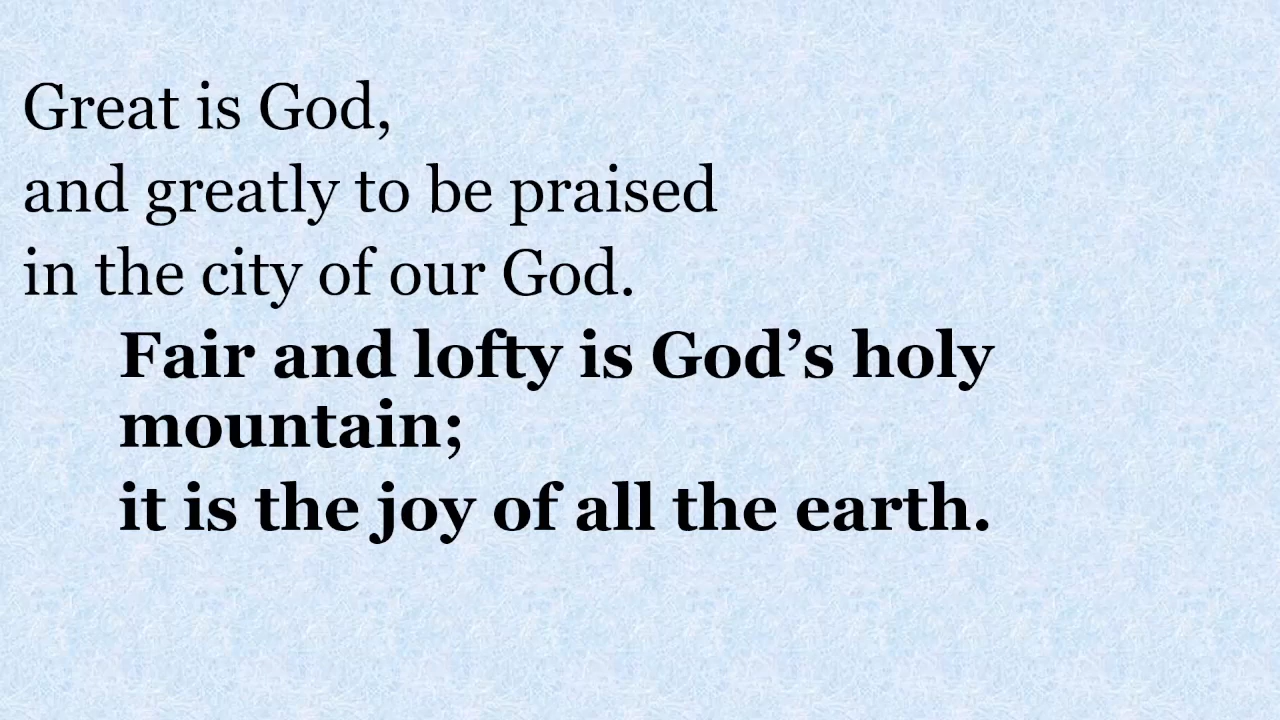 Great is God,
and greatly to be praised
in the city of our God.
Fair and lofty is God’s holy
mountain;
it is the joy of all the earth.